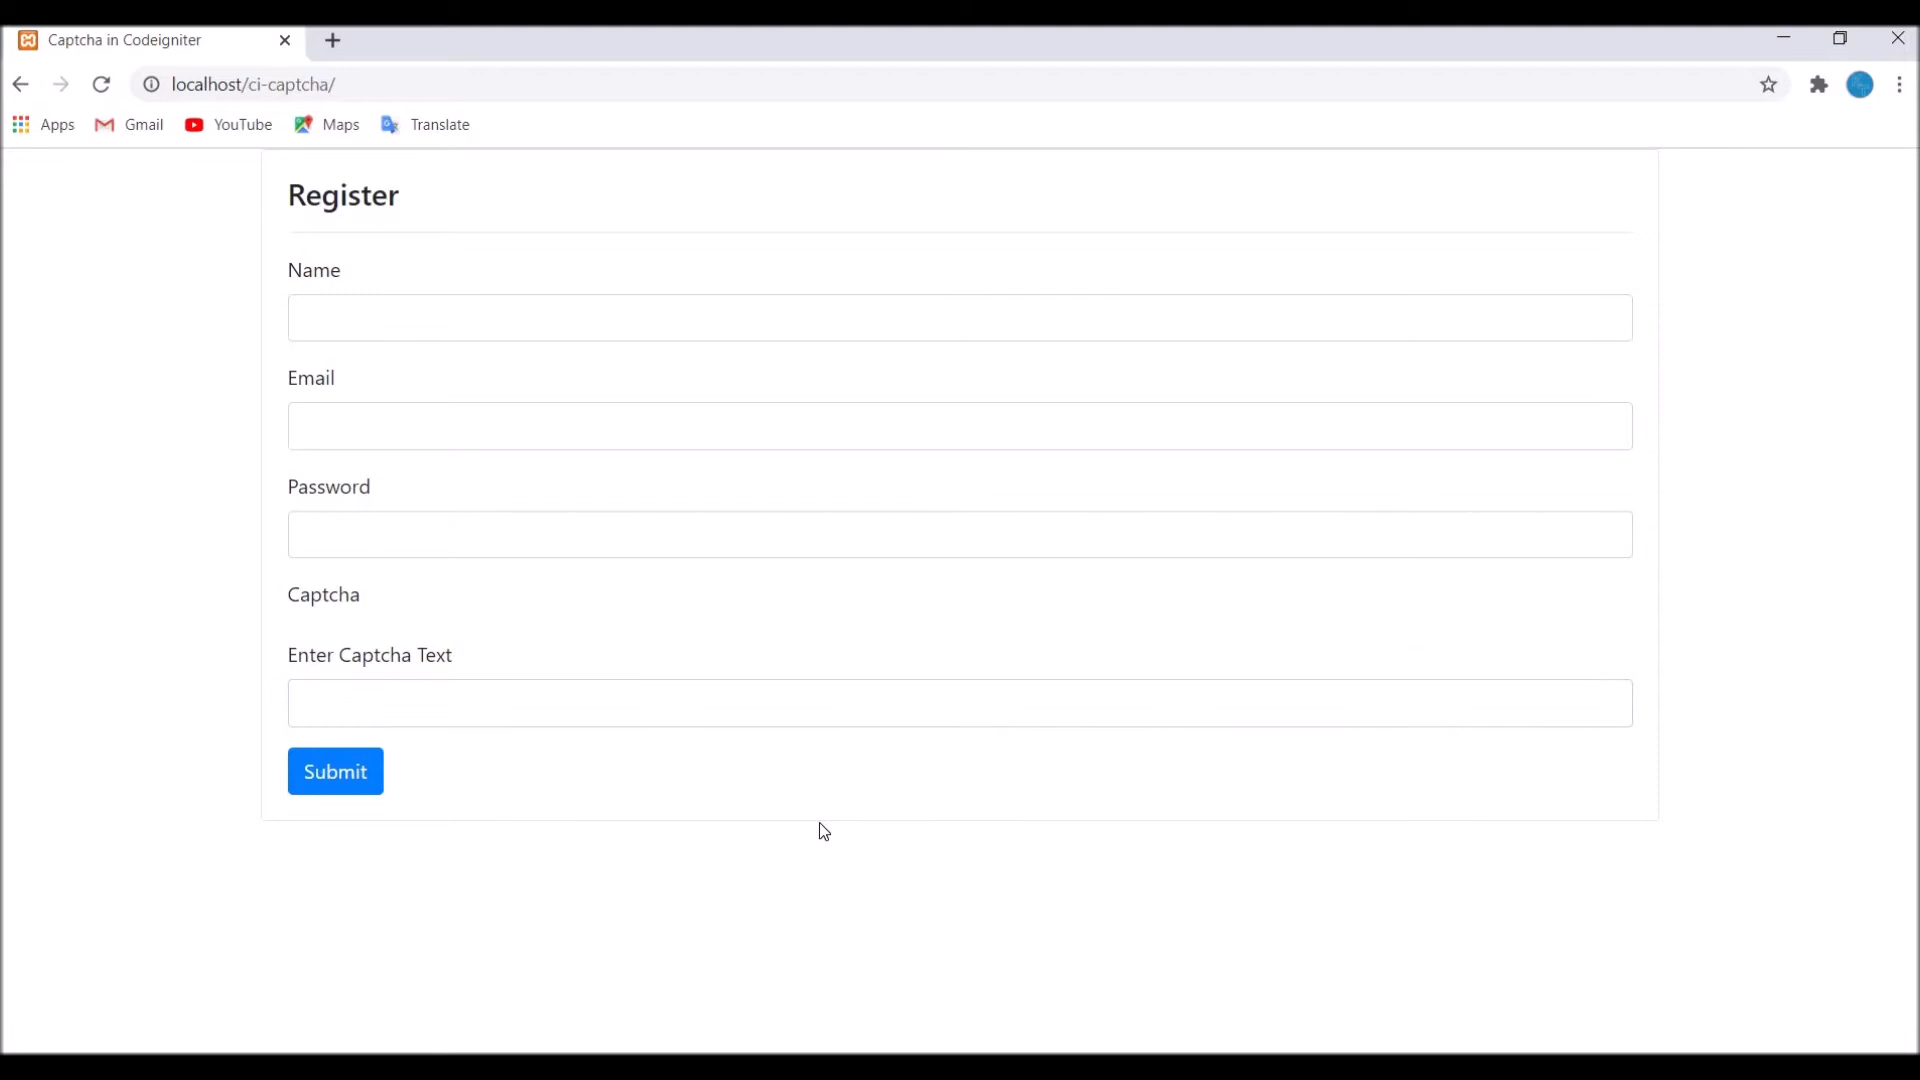 Captcha in Codeigniter
localhost/ci-captcha/
Apps Gmail YouTube Maps Translate
Register
Name
Email
Password
Captcha
Enter Captcha Text
Submit